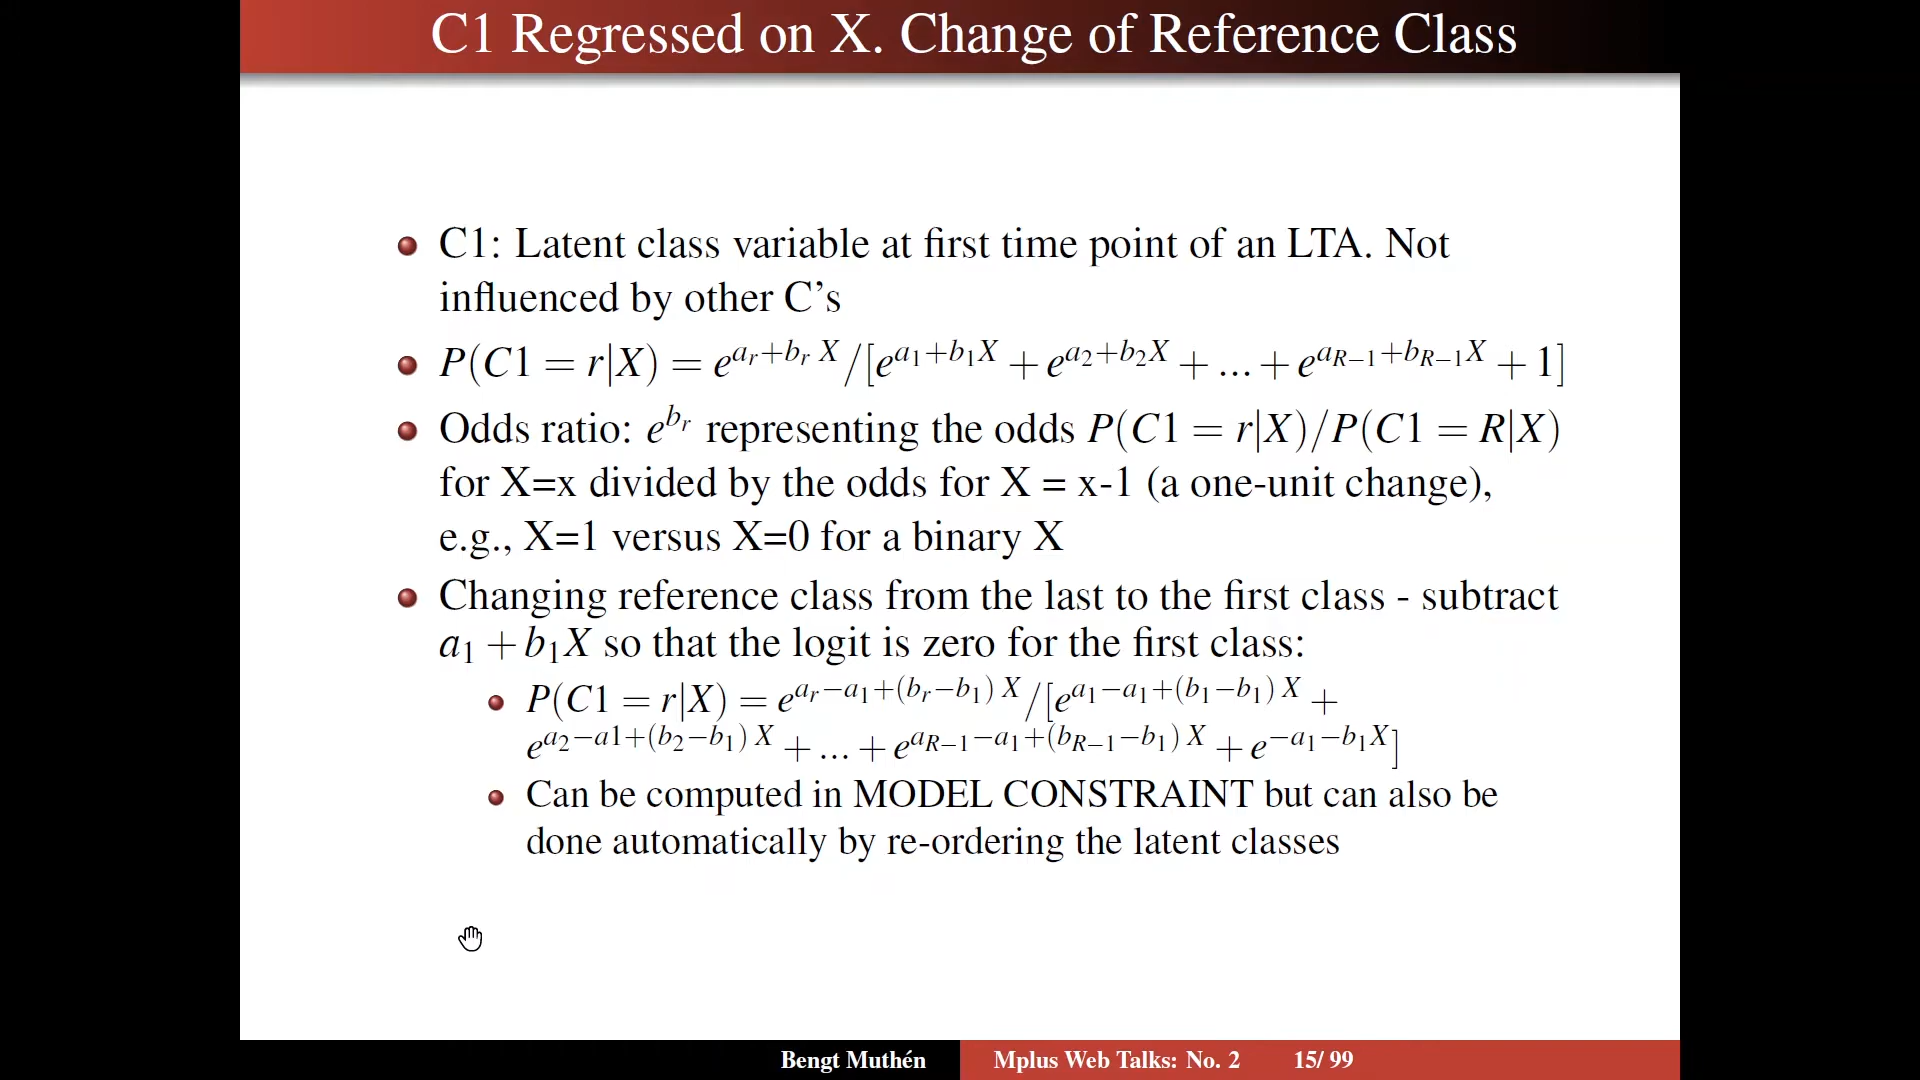 C1 Regressed on X. Change of Reference Class
C1: Latent class variable at first time point of an LTA. Not
influenced by other C's
$P(C1 = r|X) = e^{a_r+b_r X}/[e^{a_1+b_1X} + e^{a_2+b_2X} + ... + e^{a_{R-1}+b_{R-1}X} + 1]$
Odds ratio: $e^{b_r}$ representing the odds $P(C1 = r|X)/P(C1 = R|X)$
for X=x divided by the odds for X = x-1 (a one-unit change),
e.g., X=1 versus X=0 for a binary X
Changing reference class from the last to the first class - subtract
$a_1 + b_1X$ so that the logit is zero for the first class:
$P(C1 = r|X) = e^{a_r-a_1+(b_r-b_1) X}/[e^{a_1-a_1+(b_1-b_1) X} +$
$e^{a_2-a1+(b_2-b_1) X} + ... + e^{a_{R-1}-a_1+(b_{R-1}-b_1) X} + e^{-a_1-b_1X}]$
Can be computed in MODEL CONSTRAINT but can also be
done automatically by re-ordering the latent classes
Bengt Muthén Mplus Web Talks: No. 2 15/ 99